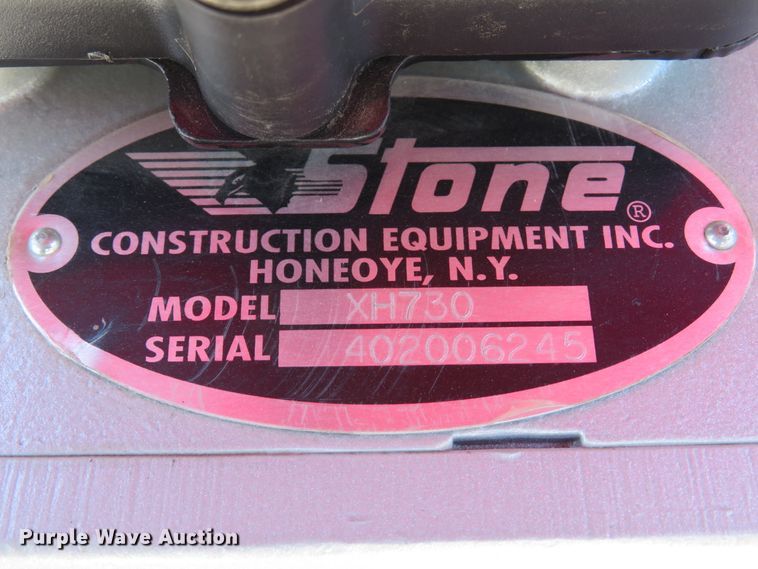 Stone®
CONSTRUCTION EQUIPMENT INC.
HONEOYE, N.Y.
MODEL XH730
SERIAL 402006245
Purple Wave Auction